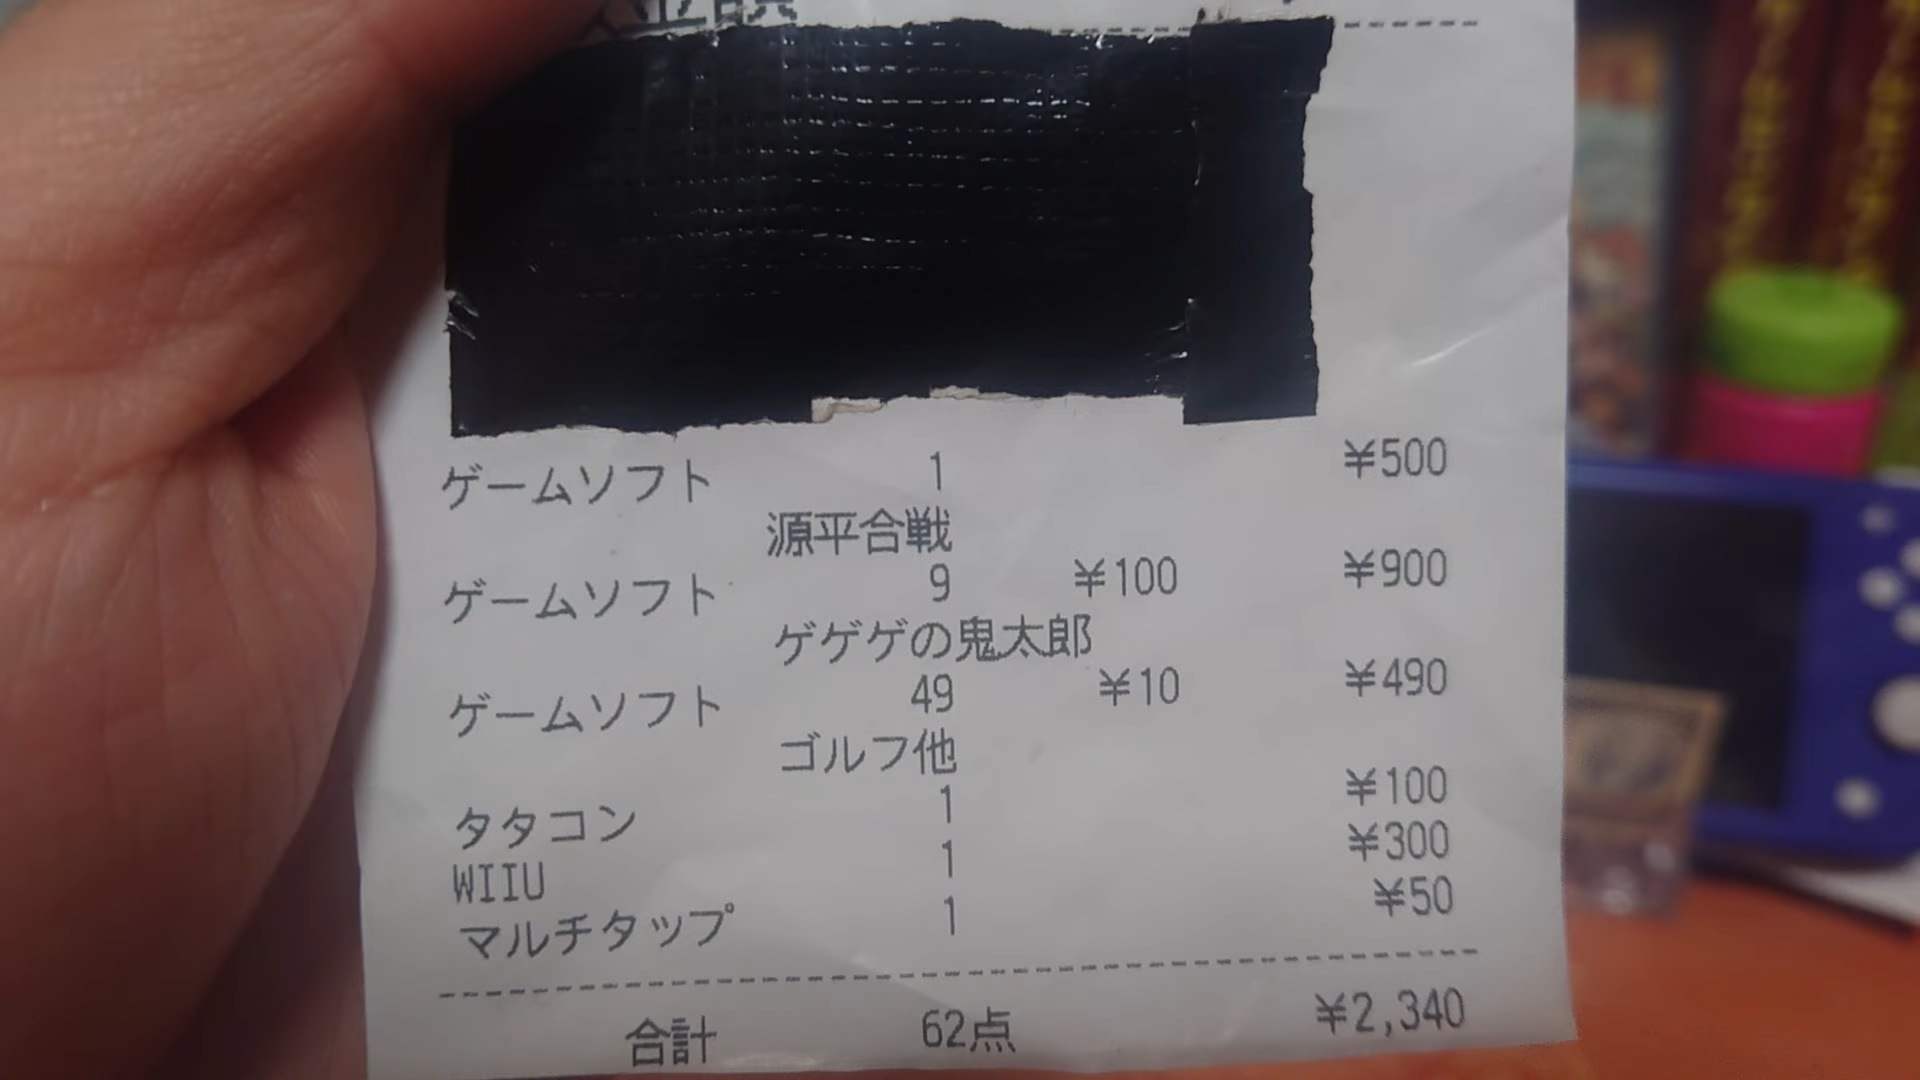 ゲームソフト 1 ¥500
源平合戦
ゲームソフト 9 ¥100 ¥900
ゲゲゲの鬼太郎
ゲームソフト 49 ¥10 ¥490
ゴルフ他
タタコン 1 ¥100
WIIU 1 ¥300
マルチタップ 1 ¥50
合計 62点 ¥2,340